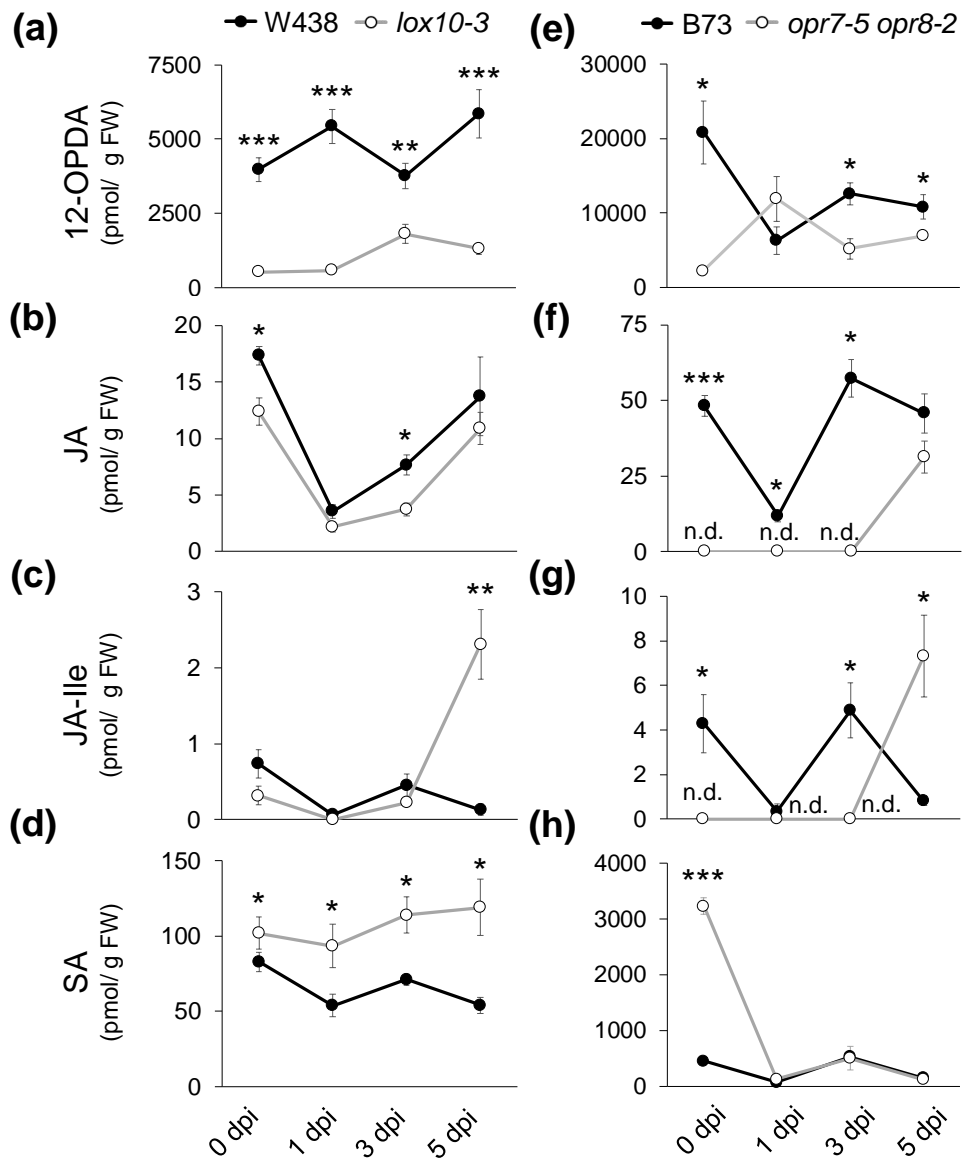 (a)
W438
lox10-3
(e)
B73
opr7-5 opr8-2
12-OPDA
(pmol/ g FW)
7500
5000
2500
0
***
***
**
***
30000
20000
10000
0
*
*
*
(b)
JA
(pmol/ g FW)
20
15
10
5
0
*
*
(f)
75
50
25
0
***
*
*
n.d.
n.d.
n.d.
(c)
JA-Ile
(pmol/ g FW)
3
2
1
0
**
(g)
10
8
6
4
2
0
*
*
*
n.d.
n.d.
n.d.
(d)
SA
(pmol/ g FW)
150
100
50
0
*
*
*
*
0 dpi
1 dpi
3 dpi
5 dpi
(h)
4000
3000
2000
1000
0
***
0 dpi
1 dpi
3 dpi
5 dpi